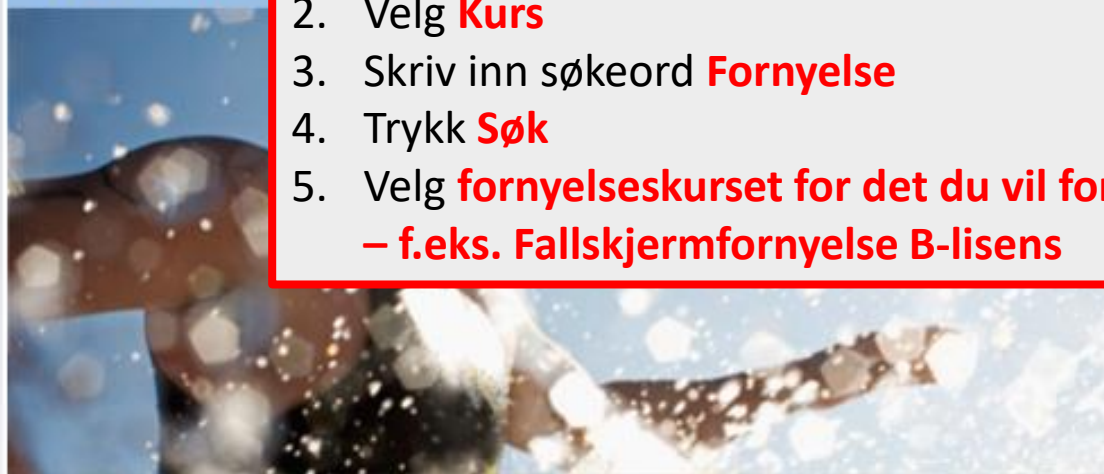 2. Velg Kurs
3. Skriv inn søkeord Fornyelse
4. Trykk Søk
5. Velg fornyelseskurset for det du vil
– f.eks. Fallskjermfornyelse B-lisens